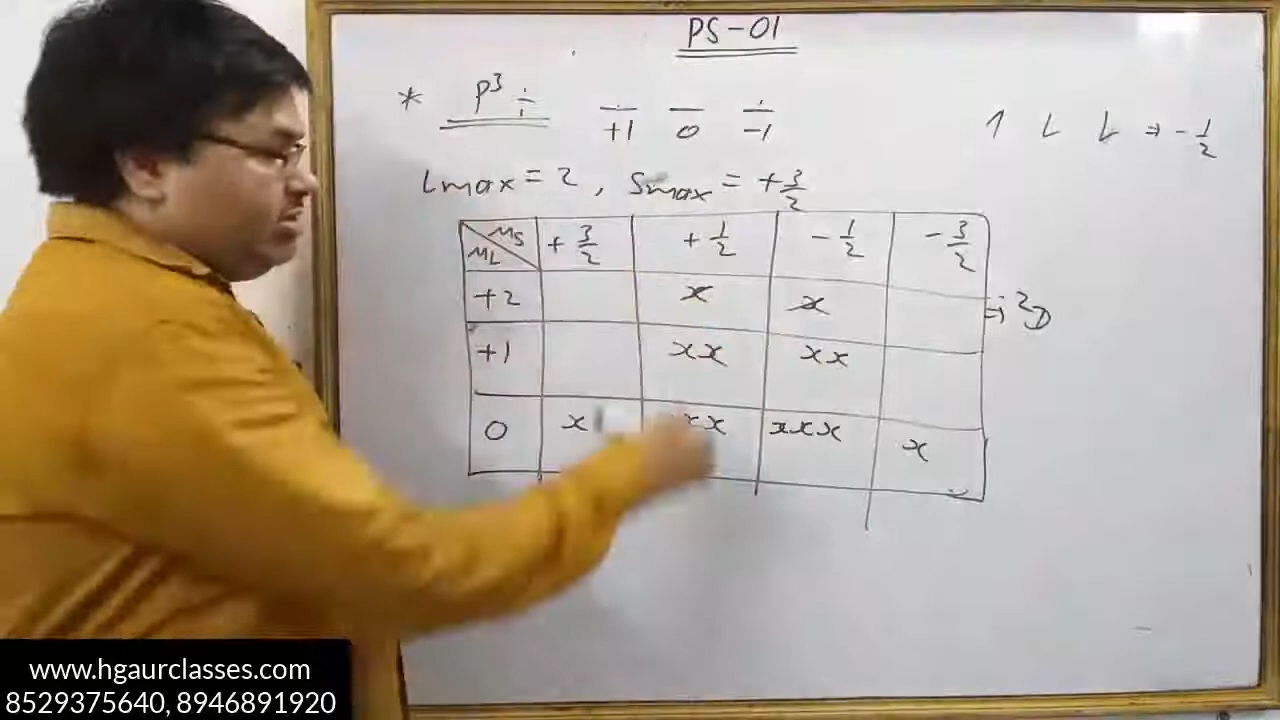 PS-01
* P³ ÷ +1 0 -1
1 L L ⇒ - 1/2
Lmax = 2 , Smax = + 3/2
MS ML + 3/2 + 1/2 - 1/2 - 3/2
+2 x x ⇒ ²D
+1 xx xx
0 x xx xxx x
www.hgaurclasses.com
8529375640, 8946891920